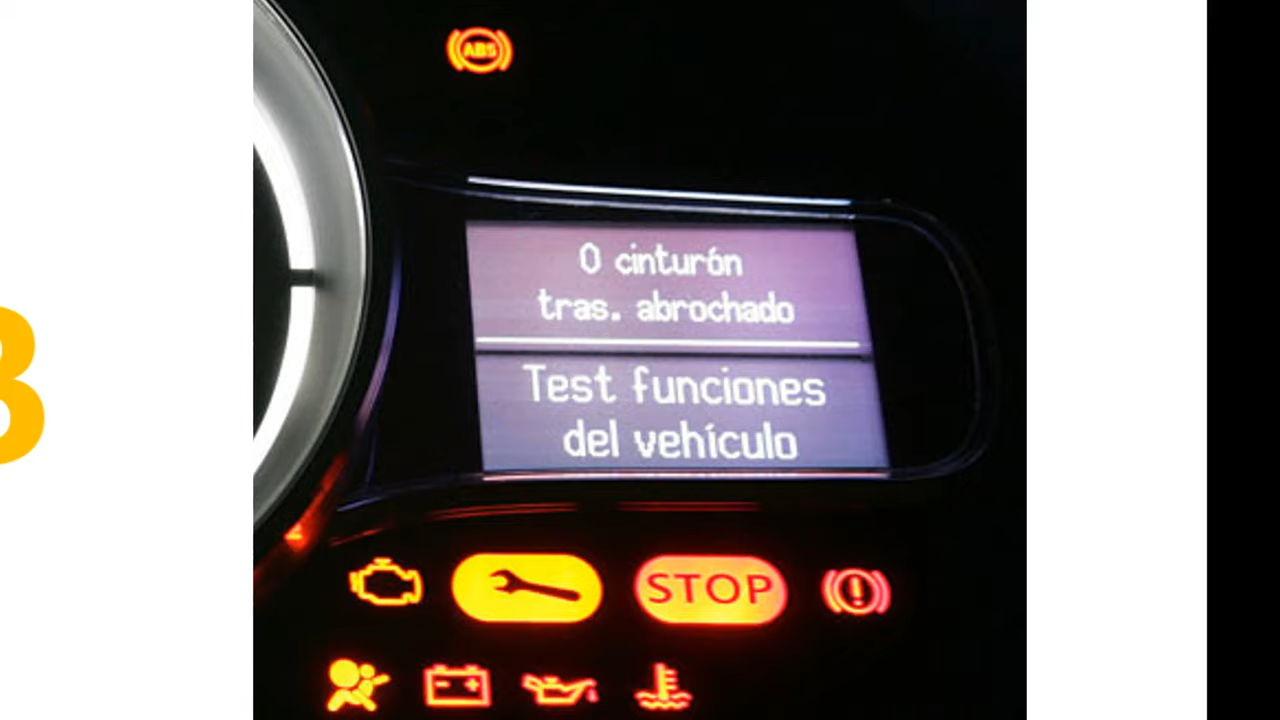 ABS
0 cinturón
tras. abrochado
Test funciones
del vehículo
STOP